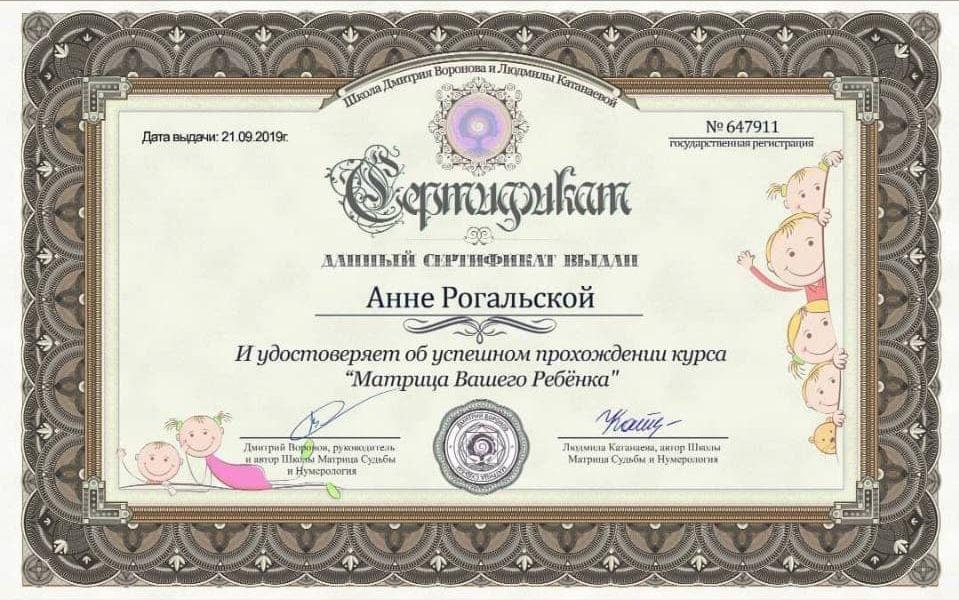 Школа Дмитрия Воронова и Людмилы Катанаевой
Дата выдачи: 21.09.2019г.
№ 647911
государственная регистрация
Сертификат
ДАННЫЙ СЕРТИФИКАТ ВЫДАН
Анне Рогальской
И удостоверяет об успешном прохождении курса
“Матрица Вашего Ребёнка"
Дмитрий Воронов, руководитель
и автор Школы Матрица Судьбы
и Нумерология
ДМИТРИЙ ВОРОНОВ
Людмила Катанаева, автор Школы
Матрица Судьбы и Нумерология